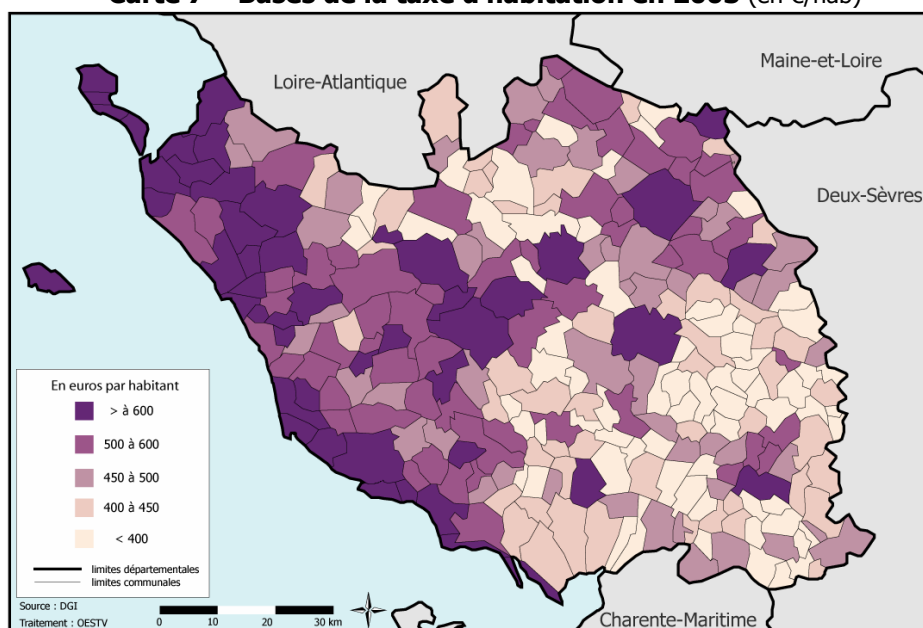 Carte 7 – Bases de la taxe d'habitation en 2005 (en €/hab)
Loire-Atlantique
Maine-et-Loire
Deux-Sèvres
En euros par habitant
> à 600
500 à 600
450 à 500
400 à 450
< 400
limites départementales
limites communales
Source : DGI
Traitement : OESTV
0 10 20 30 km
Charente-Maritime